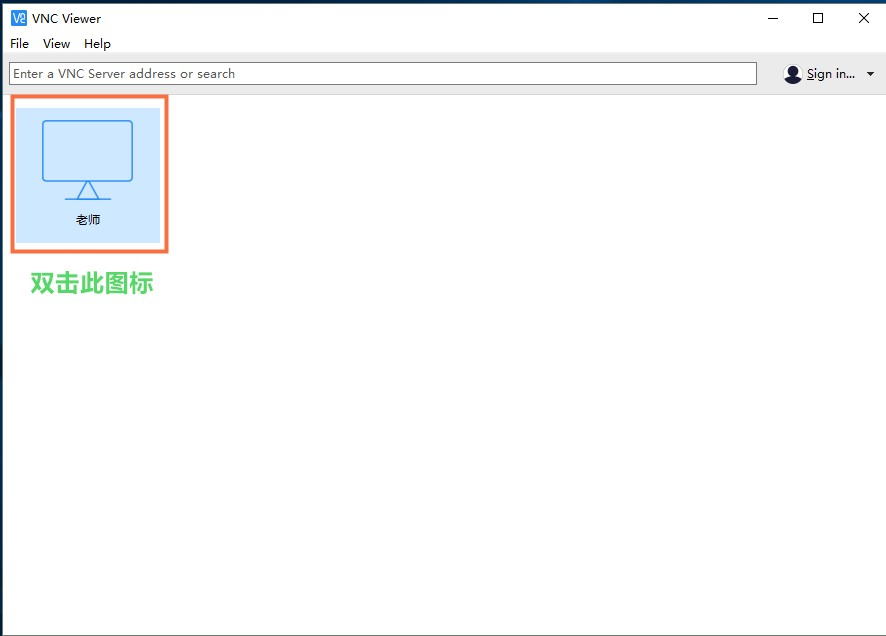 VNC Viewer
File View Help
Enter a VNC Server address or search
Sign in...
老师
双击此图标